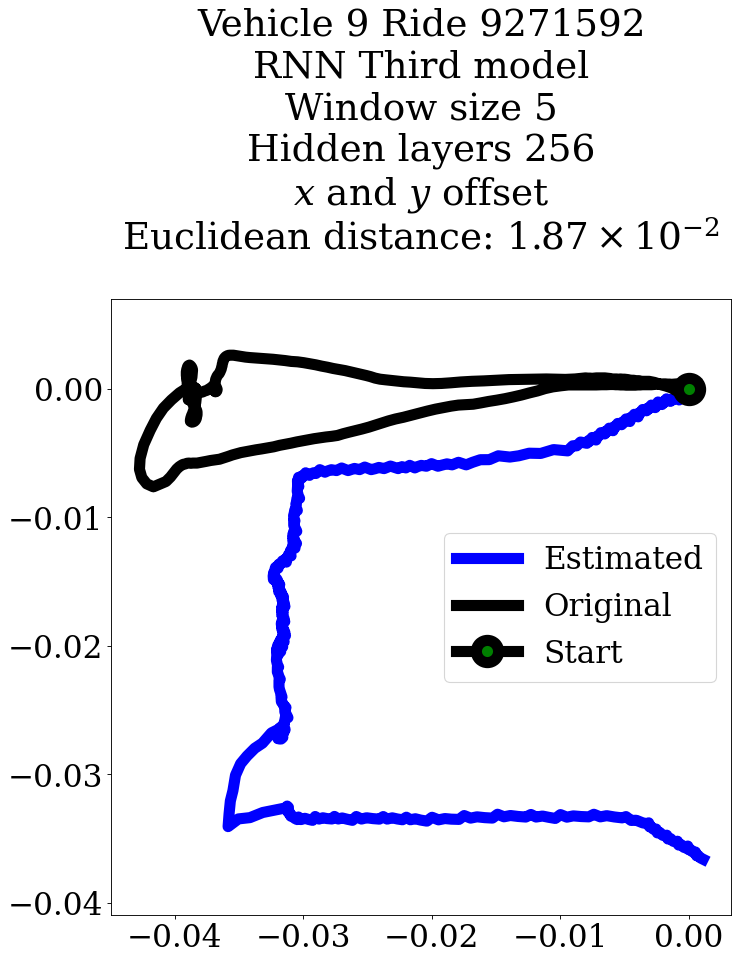 Vehicle 9 Ride 9271592
RNN Third model
Window size 5
Hidden layers 256
x and y offset
Euclidean distance: 1.87 × 10⁻²
0.00
−0.01
−0.02
−0.03
−0.04
Estimated
Original
Start
−0.04 −0.03 −0.02 −0.01 0.00